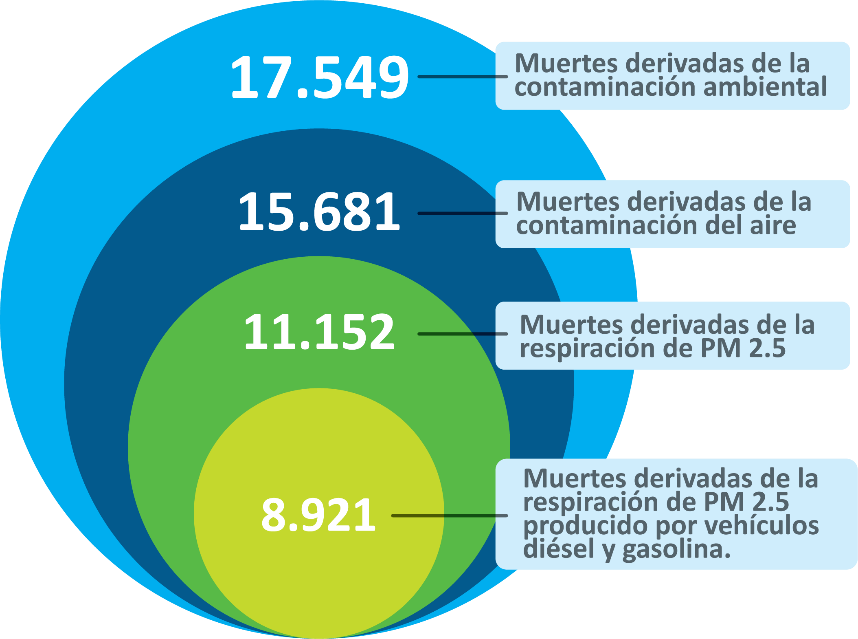 17.549
Muertes derivadas de la
contaminación ambiental
15.681
Muertes derivadas de la
contaminación del aire
11.152
Muertes derivadas de la
respiración de PM 2.5
8.921
Muertes derivadas de la
respiración de PM 2.5
producido por vehículos
diésel y gasolina.